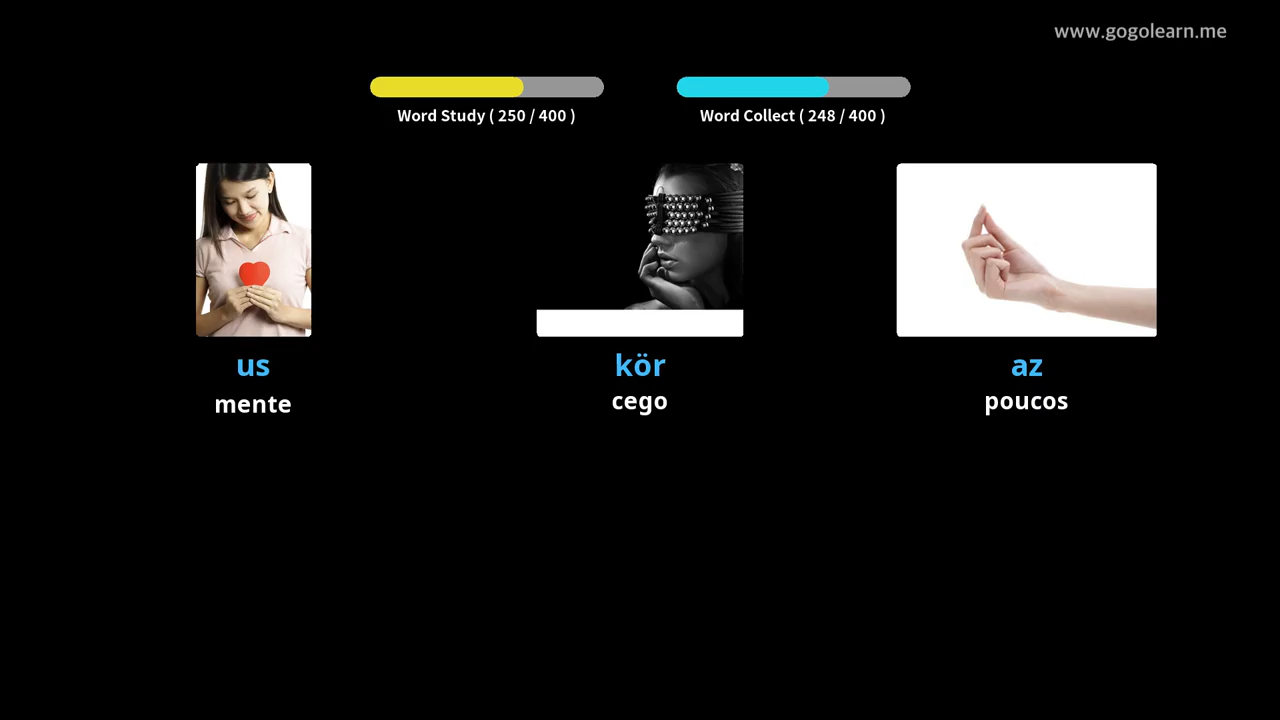 www.gogolearn.me
Word Study ( 250 / 400 )
Word Collect ( 248 / 400 )
us
mente
kör
cego
az
poucos